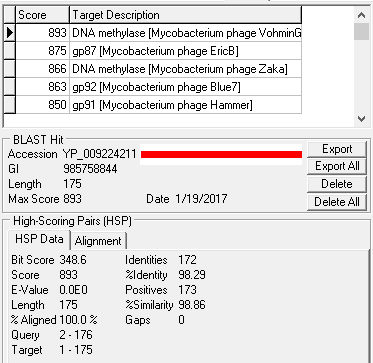 Score Target Description
893 DNA methylase [Mycobacterium phage VohminG
875 gp87 [Mycobacterium phage EricB]
866 DNA methylase [Mycobacterium phage Zaka]
863 gp92 [Mycobacterium phage Blue7]
850 gp91 [Mycobacterium phage Hammer]
BLAST Hit
Accession YP_009224211 Export
GI 985758844 Export All
Length 175 Delete
Max Score 893 Date 1/19/2017 Delete All
High-Scoring Pairs (HSP)
HSP Data Alignment
Bit Score 348.6 Identities 172
Score 893 %Identity 98.29
E-Value 0.0E0 Positives 173
Length 175 %Similarity 98.86
% Aligned 100.0 % Gaps 0
Query 2 - 176
Target 1 - 175